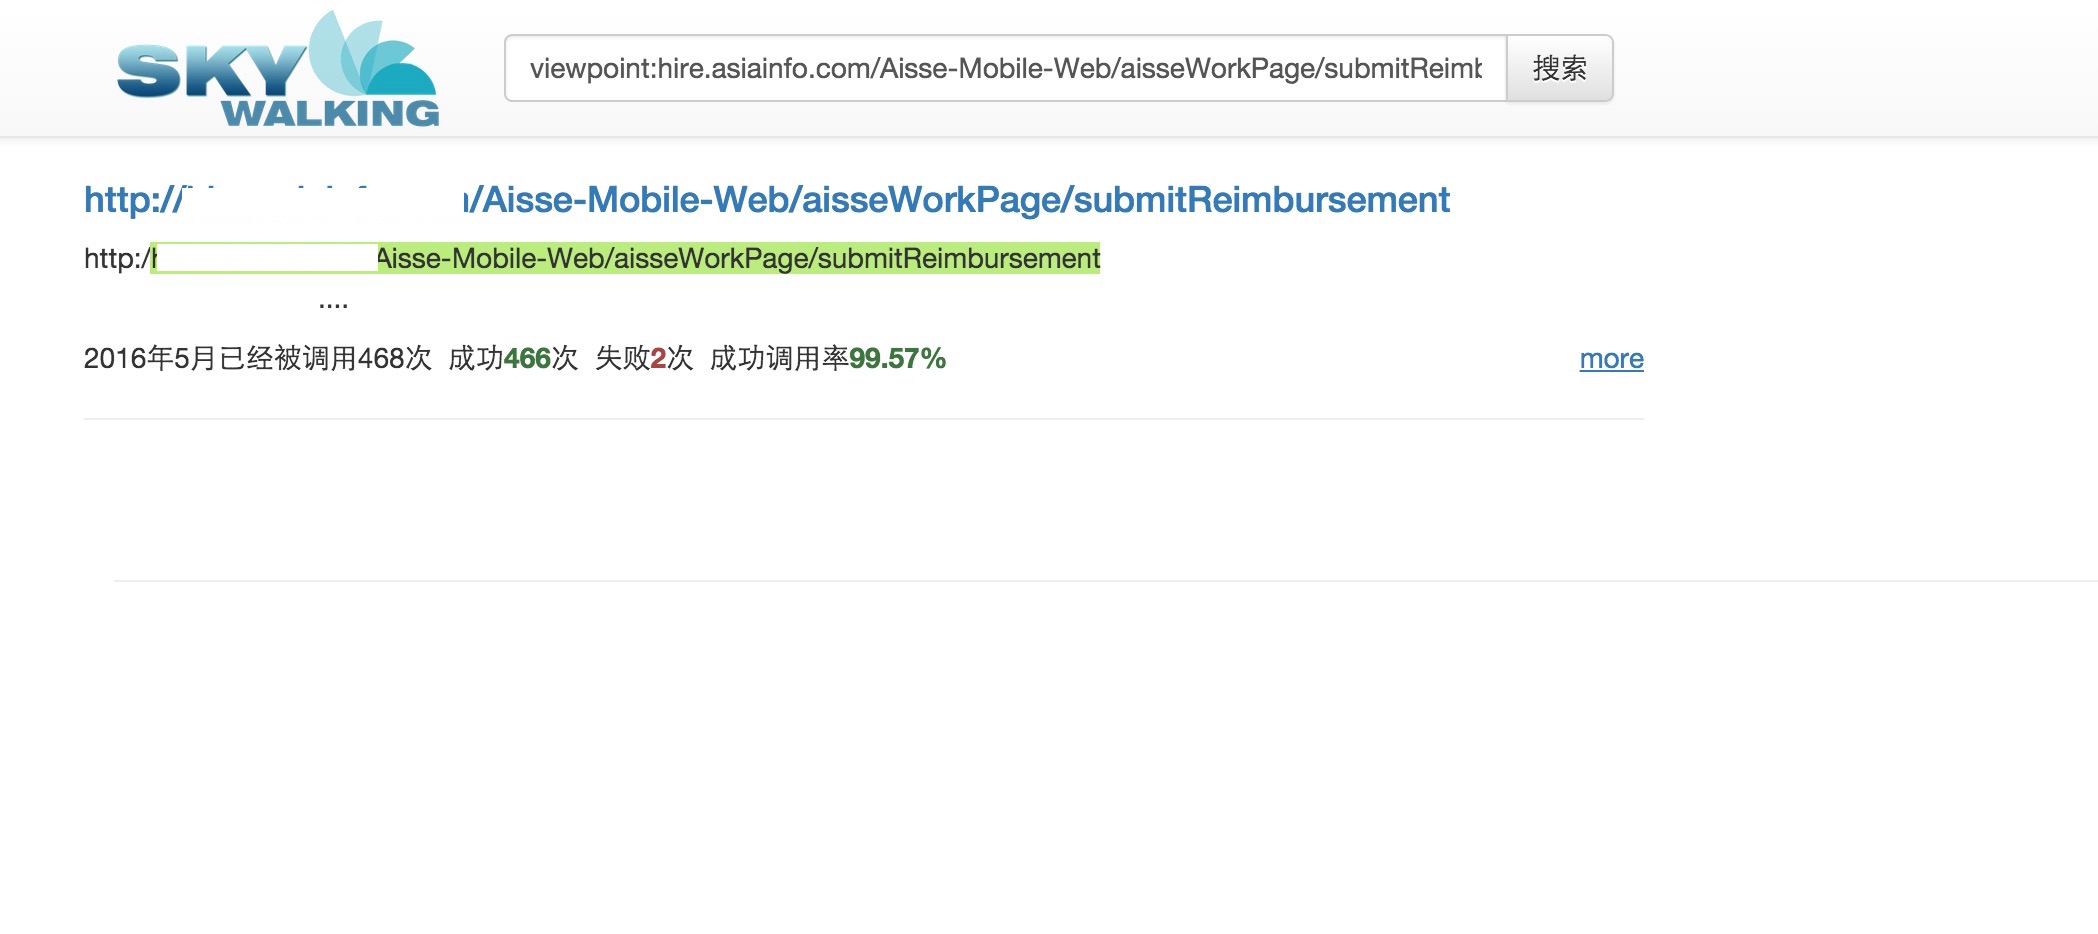 SKY
WALKING
viewpoint:hire.asiainfo.com/Aisse-Mobile-Web/aisseWorkPage/submitReimb
搜索
http:///Aisse-Mobile-Web/aisseWorkPage/submitReimbursement
http:/Aisse-Mobile-Web/aisseWorkPage/submitReimbursement
....
2016年5月已经被调用468次 成功466次 失败2次 成功调用率99.57%
more